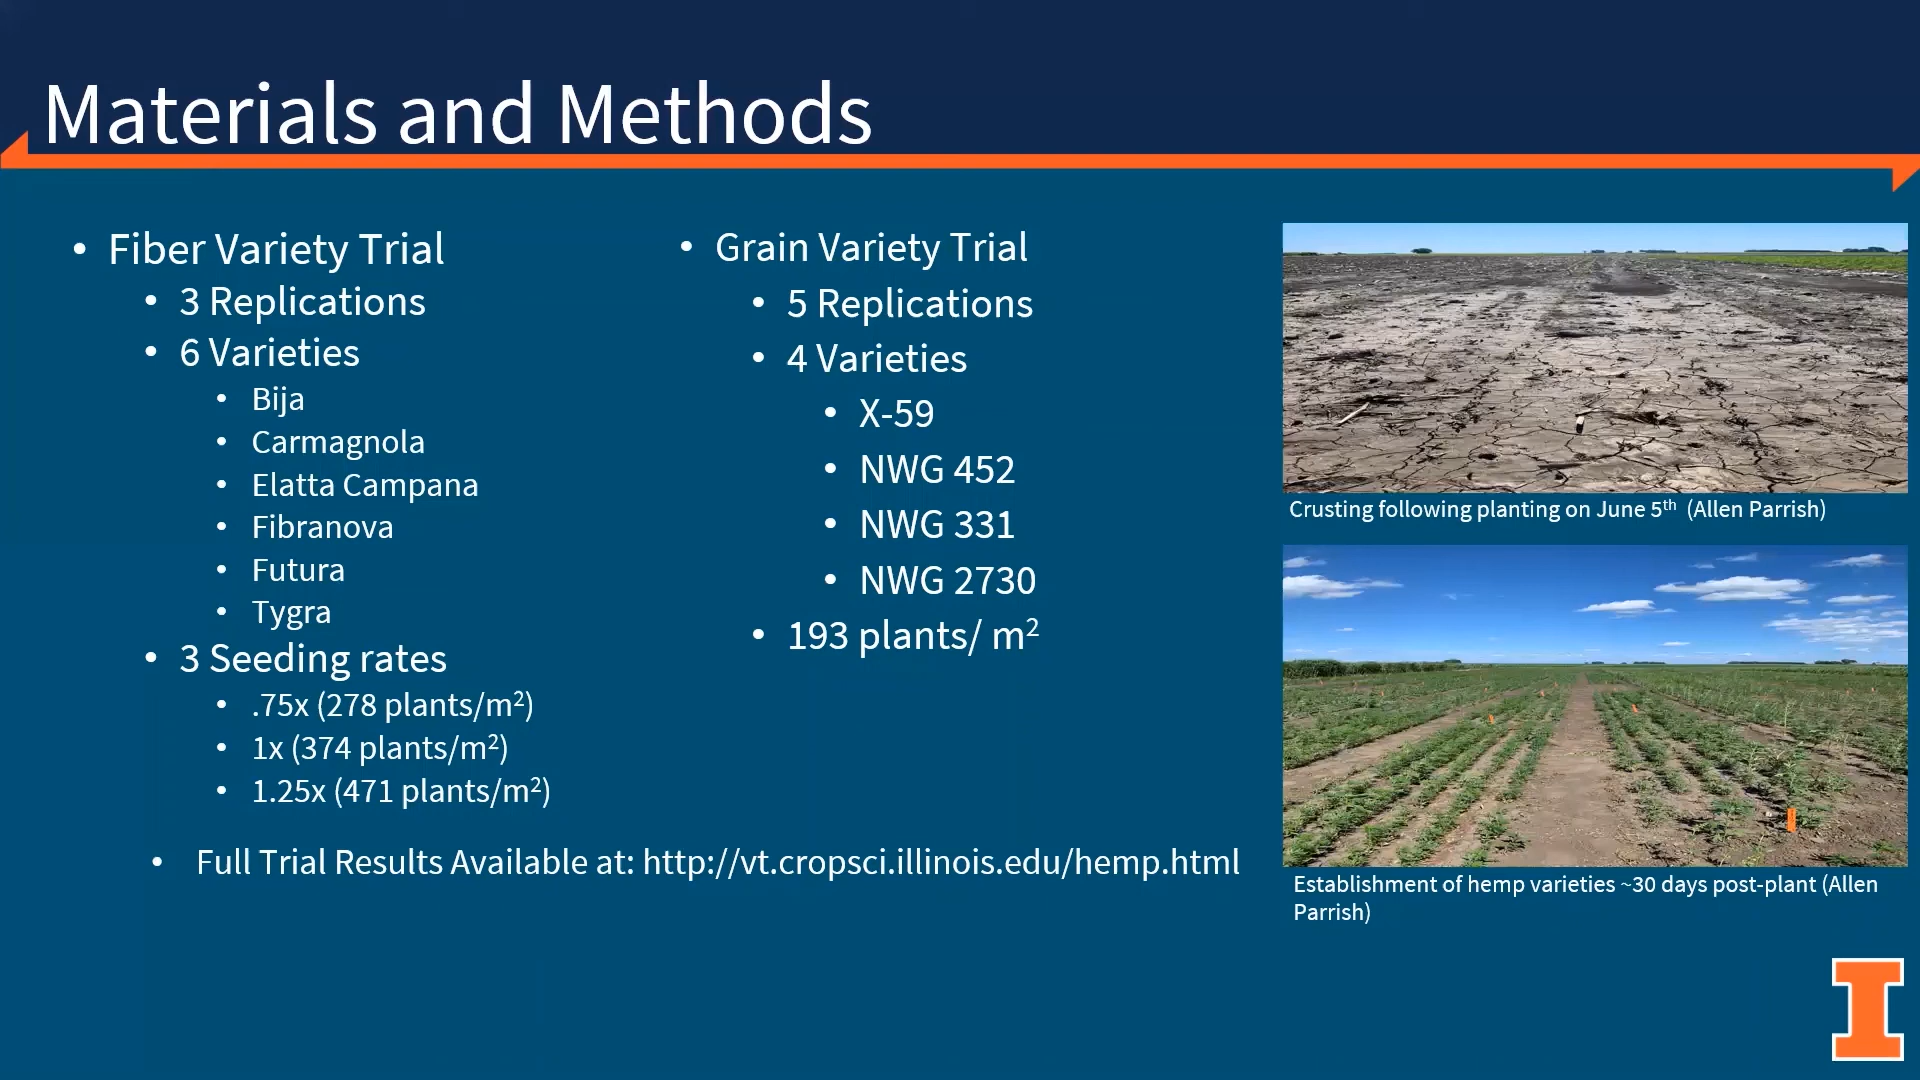 Materials and Methods
• Fiber Variety Trial
• 3 Replications
• 6 Varieties
• Bija
• Carmagnola
• Elatta Campana
• Fibranova
• Futura
• Tygra
• 3 Seeding rates
• .75x (278 plants/m²)
• 1x (374 plants/m²)
• 1.25x (471 plants/m²)
• Grain Variety Trial
• 5 Replications
• 4 Varieties
• X-59
• NWG 452
• NWG 331
• NWG 2730
• 193 plants/ m²
• Full Trial Results Available at: http://vt.cropsci.illinois.edu/hemp.html
Crusting following planting on June 5th (Allen Parrish)
Establishment of hemp varieties ~30 days post-plant (Allen
Parrish)
I